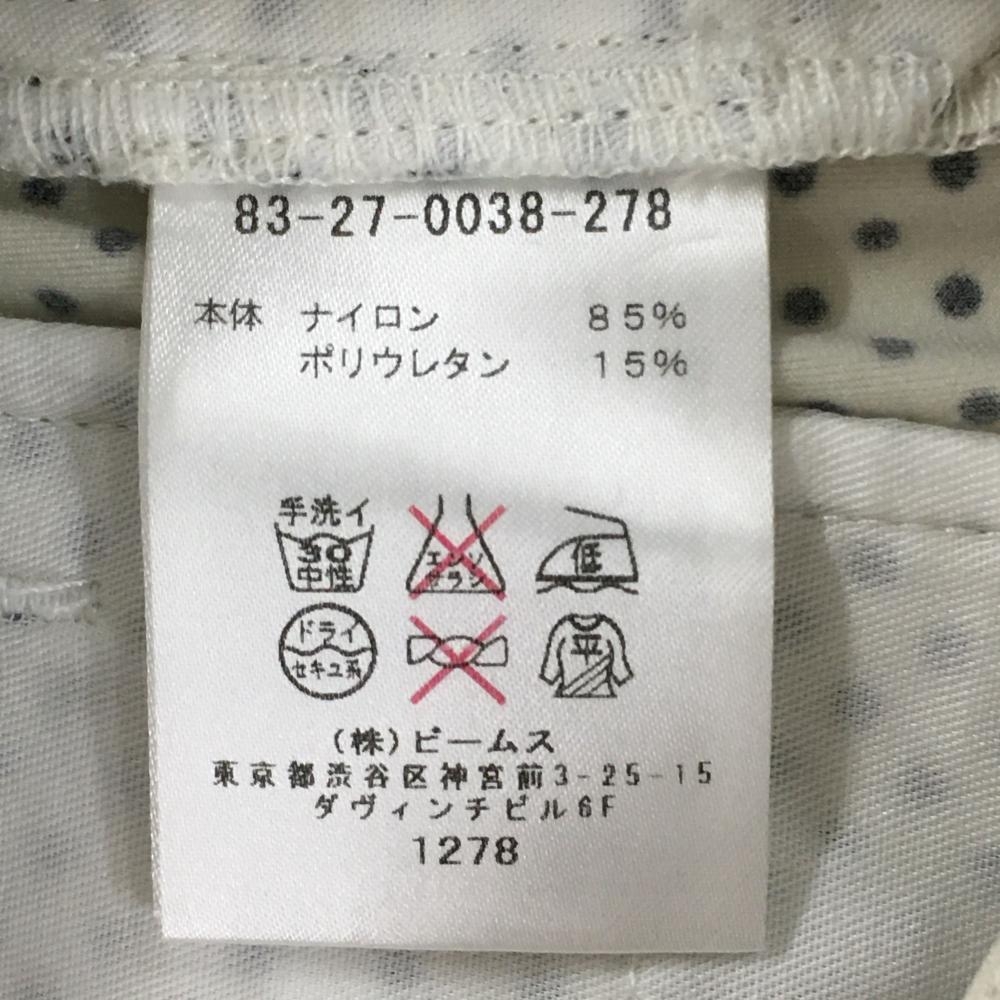 83-27-0038-278
本体 ナイロン 85%
ポリウレタン 15%
手洗イ
30
中性
エンソ
サラシ
低
ドライ
セキユ系
平
(株)ビームス
東京都渋谷区神宮前3-25-15
ダヴィンチビル6F
1278